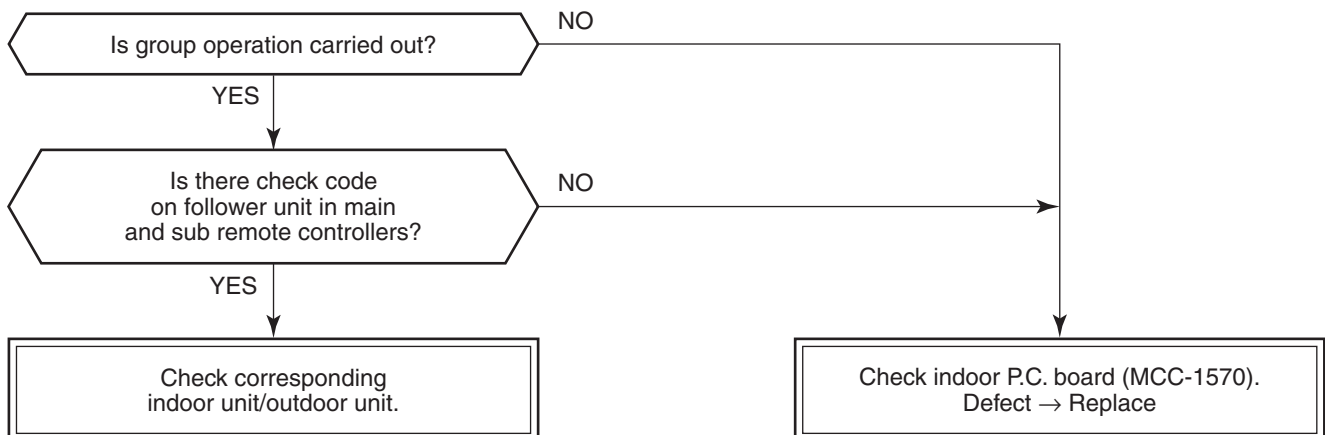 Is group operation carried out?
NO
YES
Is there check code
on follower unit in main
and sub remote controllers?
NO
YES
Check corresponding
indoor unit/outdoor unit.
Check indoor P.C. board (MCC-1570).
Defect → Replace